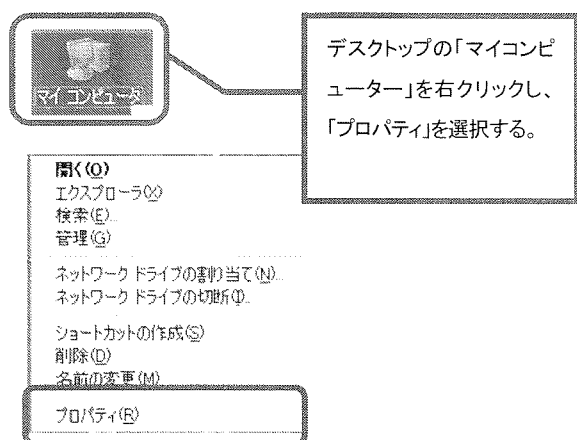 マイ コンピュータ
デスクトップの「マイコンピ
ューター」を右クリックし、
「プロパティ」を選択する。
開く(O)
エクスプローラ(X)
検索(E)...
管理(G)
ネットワーク ドライブの割り当て(N)...
ネットワーク ドライブの切断(I)...
ショートカットの作成(S)
削除(D)
名前の変更(M)
プロパティ(R)